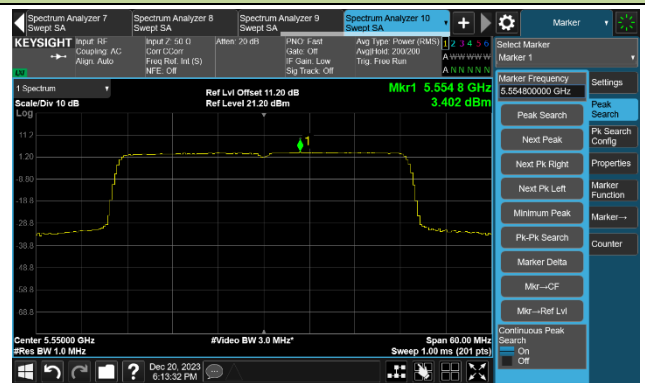 Spectrum Analyzer 7
Swept SA
Spectrum Analyzer 8
Swept SA
Spectrum Analyzer 9
Swept SA
Spectrum Analyzer 10
Swept SA
Marker
KEYSIGHT
Input: RF
Coupling: AC
Align: Auto
Input Z: 50 Ω
Corr CCorr
Freq Ref: Int (S)
NFE: Off
Atten: 20 dB
PNO: Fast
Gate: Off
IF Gain: Low
Sig Track: Off
Avg Type: Power (RMS)
Avg|Hold: 200/200
Trig: Free Run
1 2 3 4 5 6
A W W W W W
A N N N N N
Select Marker
Marker 1
LW
1 Spectrum
Scale/Div 10 dB
Log
Ref Lvl Offset 11.20 dB
Ref Level 21.20 dBm
Mkr1 5.554 8 GHz
3.402 dBm
1
11.2
1.20
-8.80
-18.8
-28.8
-38.8
-48.8
-58.8
-68.8
Center 5.55000 GHz
#Res BW 1.0 MHz
#Video BW 3.0 MHz*
Span 60.00 MHz
Sweep 1.00 ms (201 pts)
Marker Frequency
5.554800000 GHz
Peak Search
Next Peak
Next Pk Right
Next Pk Left
Minimum Peak
Pk-Pk Search
Marker Delta
Mkr→CF
Mkr→Ref Lvl
Continuous Peak
Search
On
Off
Settings
Peak
Search
Pk Search
Config
Properties
Marker
Function
Marker→
Counter
?
Dec 20, 2023
6:13:32 PM